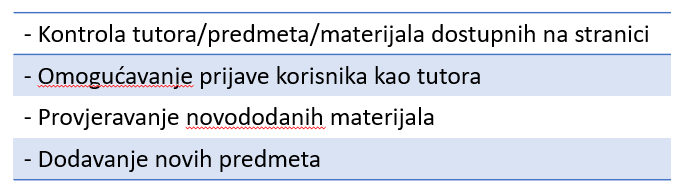 - Kontrola tutora/predmeta/materijala dostupnih na stranici
- Omogućavanje prijave korisnika kao tutora
- Provjeravanje novododanih materijala
- Dodavanje novih predmeta